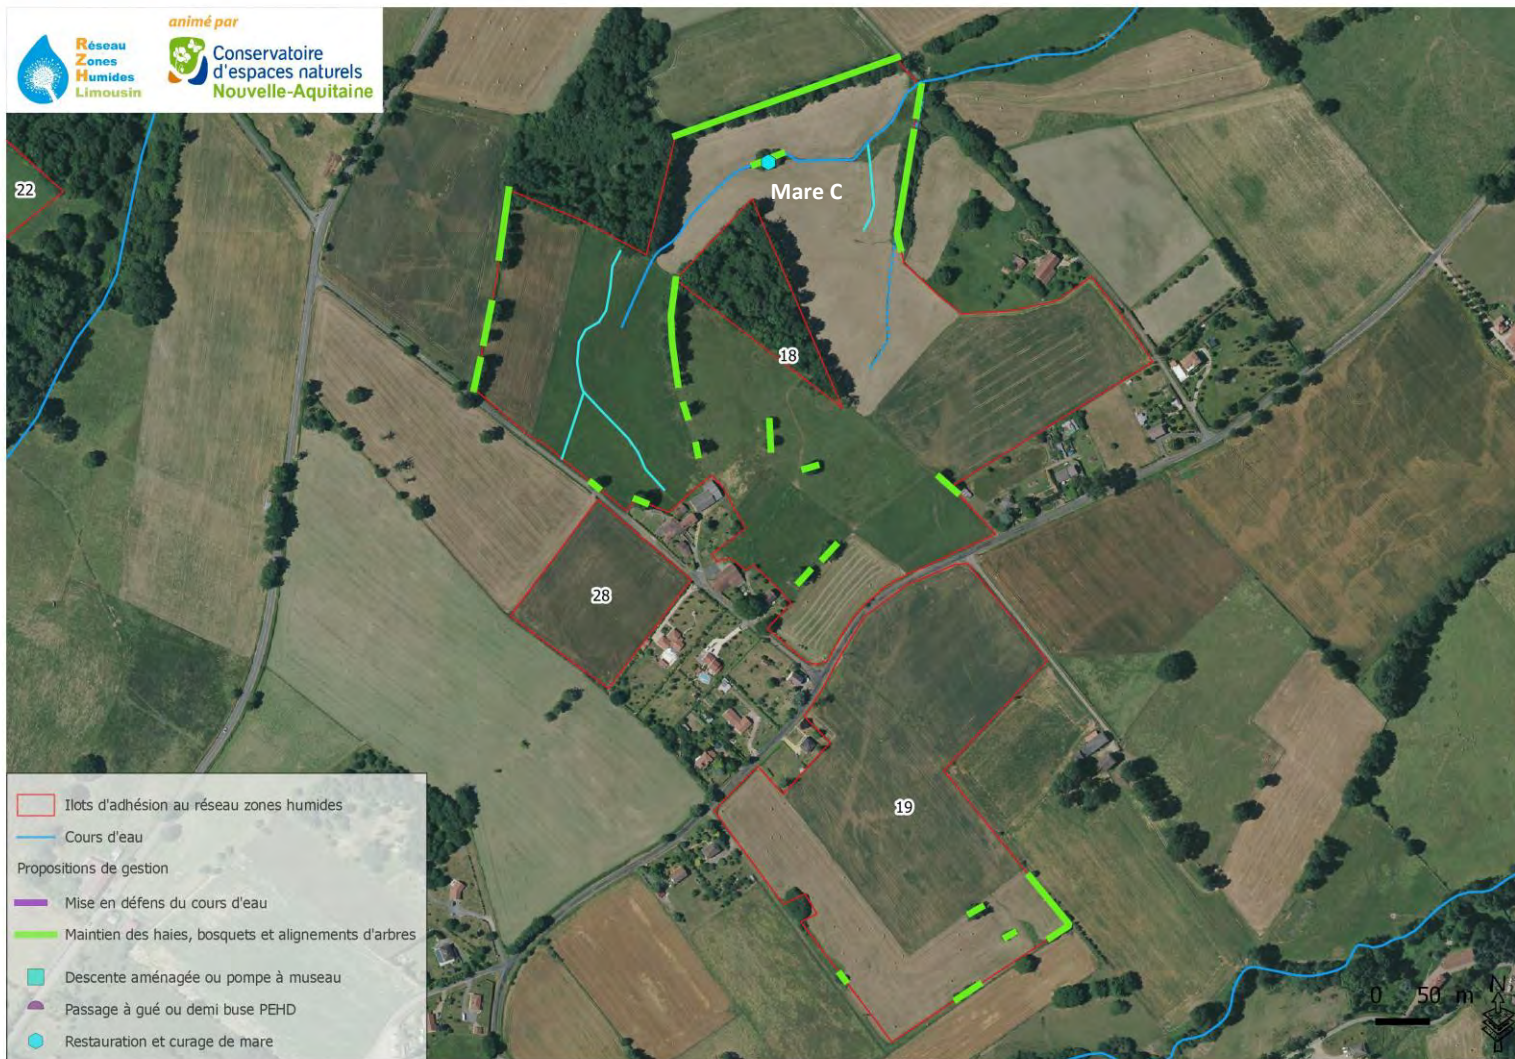 Réseau
Zones
Humides
Limousin
animé par
Conservatoire
d'espaces naturels
Nouvelle-Aquitaine
22
Mare C
18
28
19
Ilots d'adhésion au réseau zones humides
Cours d'eau
Propositions de gestion
Mise en défens du cours d'eau
Maintien des haies, bosquets et alignements d'arbres
Descente aménagée ou pompe à museau
Passage à gué ou demi buse PEHD
Restauration et curage de mare
0 50 m
N